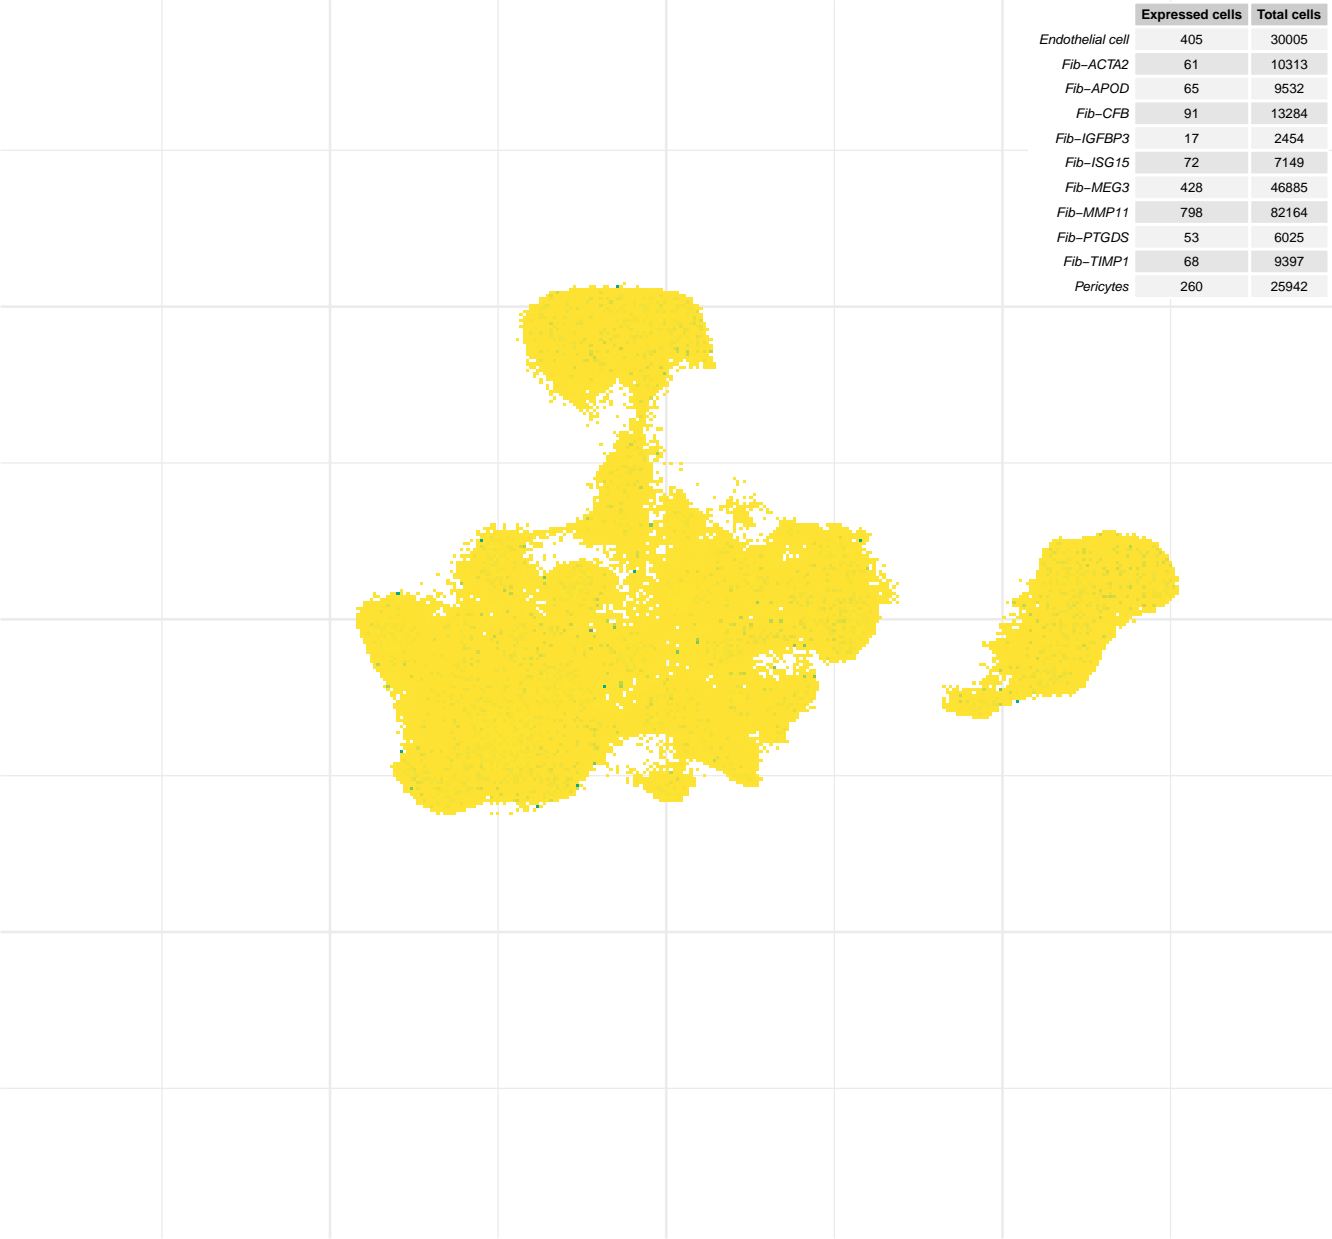 Expressed cells Total cells
Endothelial cell 405 30005
Fib−ACTA2 61 10313
Fib−APOD 65 9532
Fib−CFB 91 13284
Fib−IGFBP3 17 2454
Fib−ISG15 72 7149
Fib−MEG3 428 46885
Fib−MMP11 798 82164
Fib−PTGDS 53 6025
Fib−TIMP1 68 9397
Pericytes 260 25942